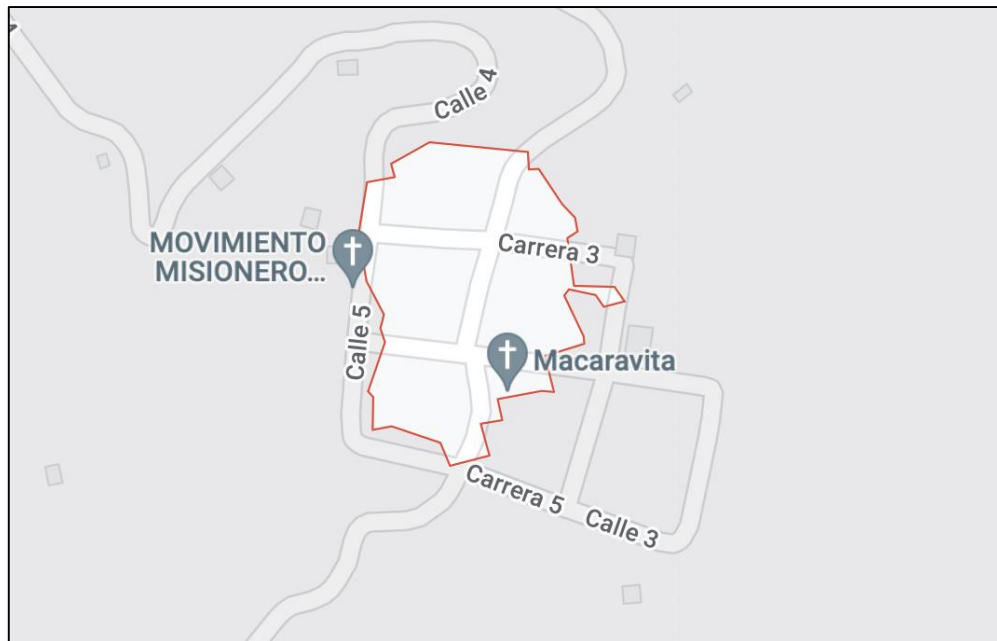 Calle 4
Carrera 3
MOVIMIENTO
MISIONERO...
Calle 5
Macaravita
Carrera 5
Calle 3